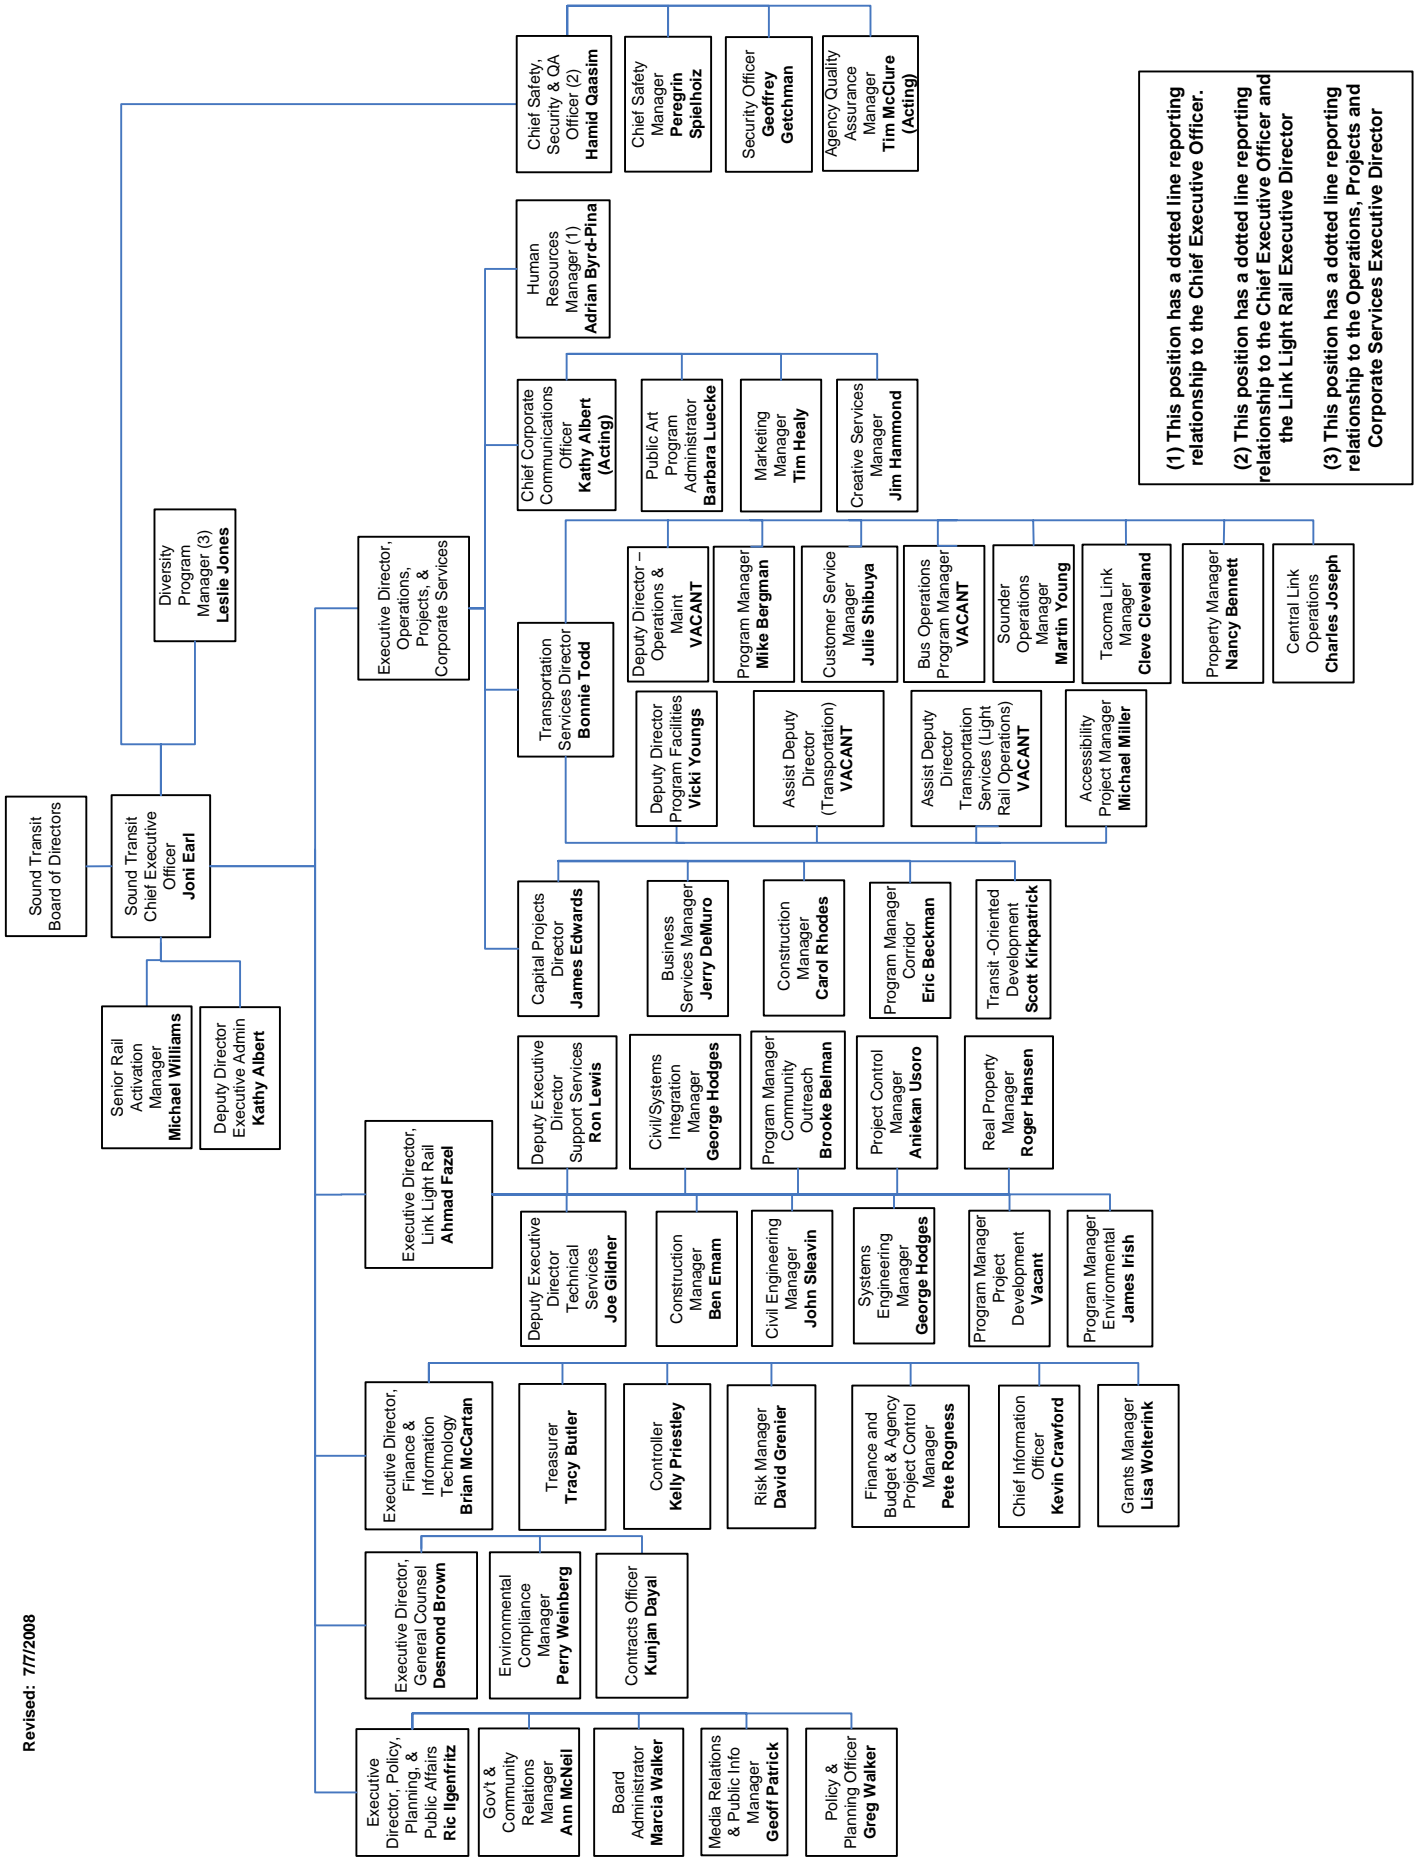 Revised: 7/7/2008
Sound Transit
Board of Directors
Sound Transit
Chief Executive
Officer
Joni Earl
Senior Rail
Activation
Manager
Michael Williams
Deputy Director
Executive Admin
Kathy Albert
Diversity
Program
Manager (3)
Leslie Jones
Executive
Director, Policy,
Planning, &
Public Affairs
Ric Ilgenfritz
Gov't &
Community
Relations
Manager
Ann McNeil
Board
Administrator
Marcia Walker
Media Relations
& Public Info
Manager
Geoff Patrick
Policy &
Planning Officer
Greg Walker
Executive Director,
General Counsel
Desmond Brown
Environmental
Compliance
Manager
Perry Weinberg
Contracts Officer
Kunjan Dayal
Executive Director,
Finance &
Information
Technology
Brian McCartan
Treasurer
Tracy Butler
Controller
Kelly Priestley
Risk Manager
David Grenier
Finance and
Budget & Agency
Project Control
Manager
Pete Rogness
Chief Information
Officer
Kevin Crawford
Grants Manager
Lisa Wolterink
Executive Director,
Link Light Rail
Ahmad Fazel
Deputy Executive
Director
Technical
Services
Joe Gildner
Construction
Manager
Ben Emam
Civil Engineering
Manager
John Sleavin
Systems
Engineering
Manager
George Hodges
Program Manager
Project
Development
Vacant
Program Manager
Environmental
James Irish
Deputy Executive
Director
Support Services
Ron Lewis
Civil/Systems
Integration
Manager
George Hodges
Program Manager
Community
Outreach
Brooke Belman
Project Control
Manager
Aniekan Usoro
Real Property
Manager
Roger Hansen
Executive Director,
Operations,
Projects, &
Corporate Services
Capital Projects
Director
James Edwards
Business
Services Manager
Jerry DeMuro
Construction
Manager
Carol Rhodes
Program Manager
Corridor
Eric Beckman
Transit -Oriented
Development
Scott Kirkpatrick
Transportation
Services Director
Bonnie Todd
Deputy Director
Program Facilities
Vicki Youngs
Assist Deputy
Director
(Transportation)
VACANT
Assist Deputy
Director
Transportation
Services (Light
Rail Operations)
VACANT
Accessibility
Project Manager
Michael Miller
Deputy Director –
Operations &
Maint
VACANT
Program Manager
Mike Bergman
Customer Service
Manager
Julie Shibuya
Bus Operations
Program Manager
VACANT
Sounder
Operations
Manager
Martin Young
Tacoma Link
Manager
Cleve Cleveland
Property Manager
Nancy Bennett
Central Link
Operations
Charles Joseph
Chief Corporate
Communications
Officer
Kathy Albert
(Acting)
Public Art
Program
Administrator
Barbara Luecke
Marketing
Manager
Tim Healy
Creative Services
Manager
Jim Hammond
Human
Resources
Manager (1)
Adrian Byrd-Pina
Chief Safety,
Security & QA
Officer (2)
Hamid Qaasim
Chief Safety
Manager
Peregrin
Spielholz
Security Officer
Geoffrey
Getchman
Agency Quality
Assurance
Manager
Tim McClure
(Acting)
(1) This position has a dotted line reporting
relationship to the Chief Executive Officer.
(2) This position has a dotted line reporting
relationship to the Chief Executive Officer and
the Link Light Rail Executive Director
(3) This position has a dotted line reporting
relationship to the Operations, Projects and
Corporate Services Executive Director